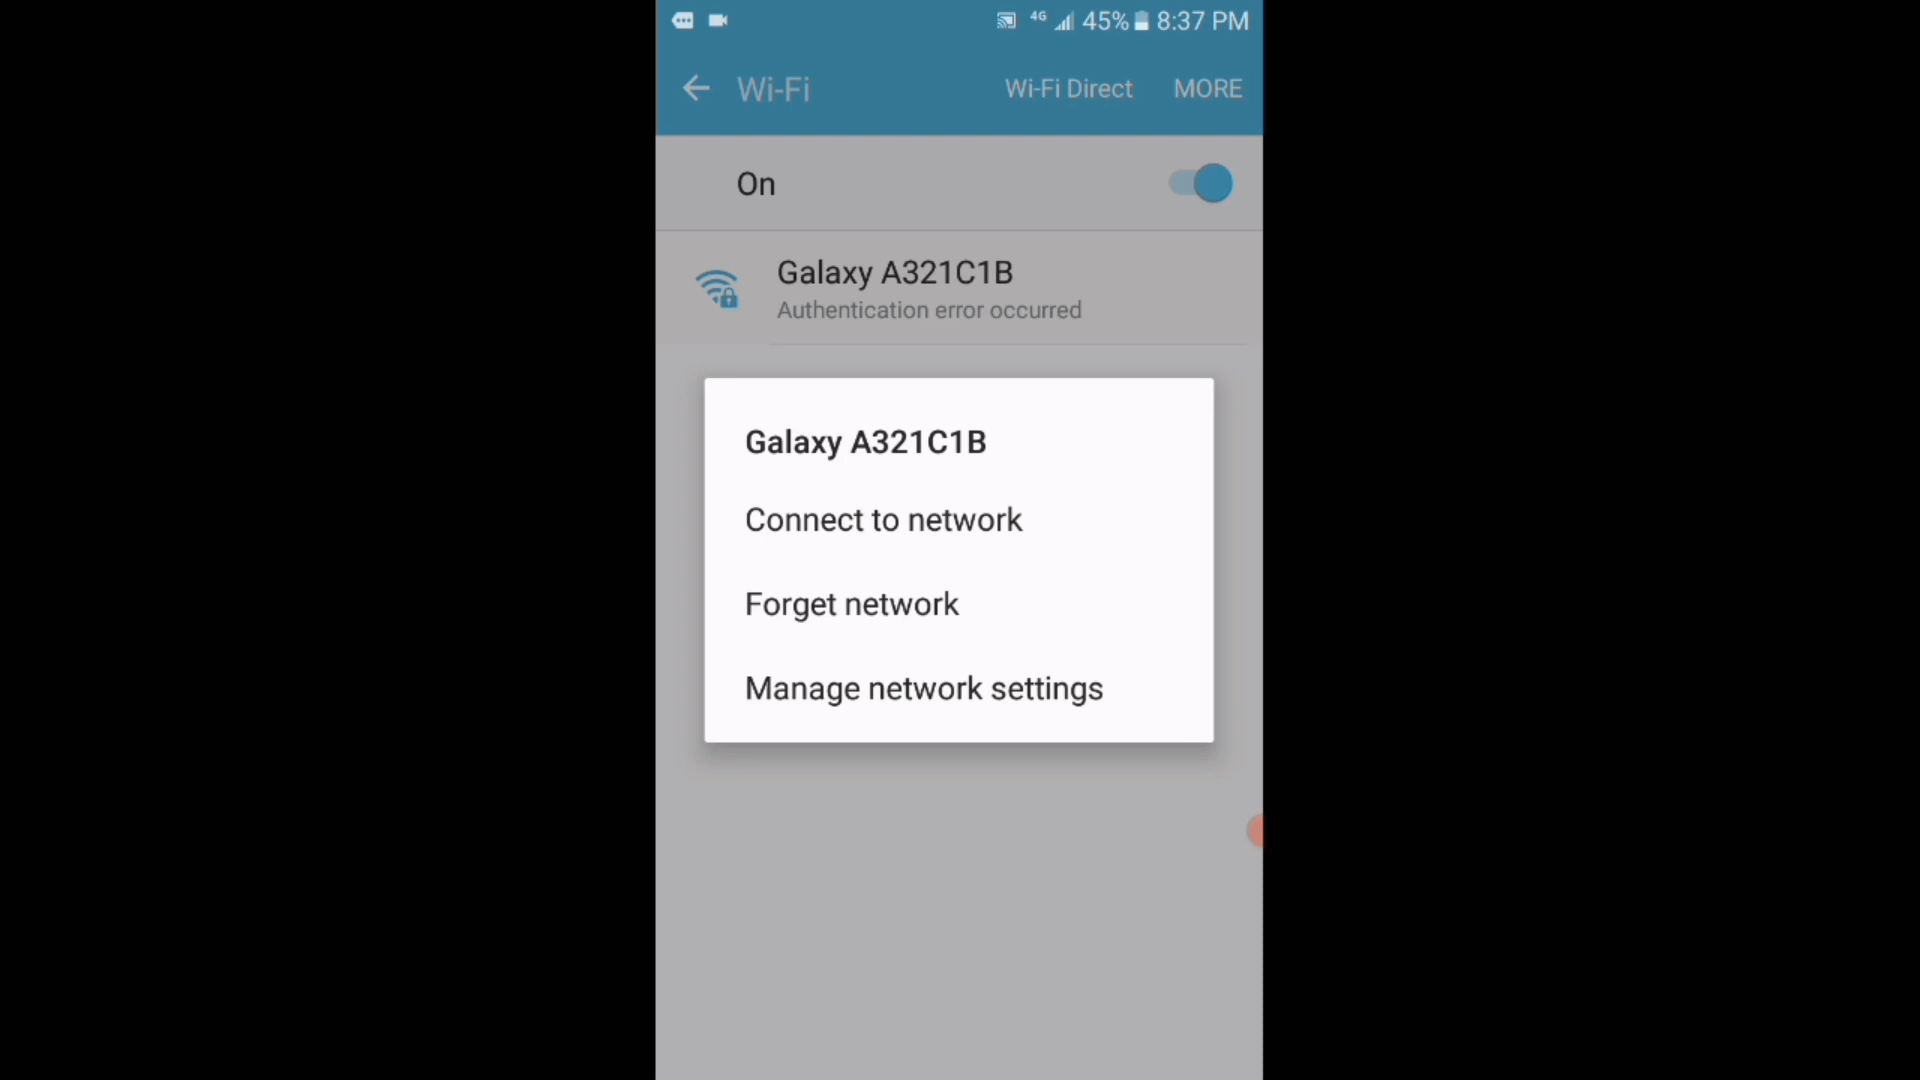 4G 45% 8:37 PM
Wi-Fi Wi-Fi Direct MORE
On
Galaxy A321C1B
Authentication error occurred
Galaxy A321C1B
Connect to network
Forget network
Manage network settings